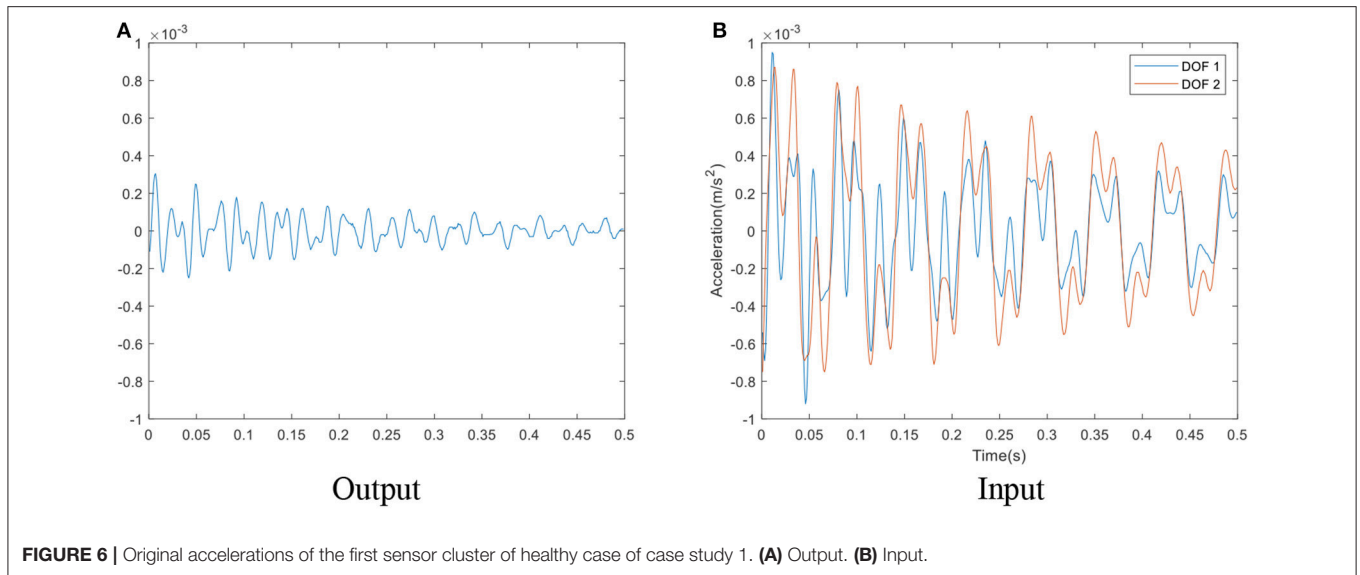 A
×10⁻³
1
0.8
0.6
0.4
0.2
0
-0.2
-0.4
-0.6
-0.8
-1
0 0.05 0.1 0.15 0.2 0.25 0.3 0.35 0.4 0.45 0.5
Output
B
×10⁻³
1
0.8
0.6
0.4
0.2
0
-0.2
-0.4
-0.6
-0.8
-1
Acceleration(m/s²)
DOF 1
DOF 2
0 0.05 0.1 0.15 0.2 0.25 0.3 0.35 0.4 0.45 0.5
Time(s)
Input
FIGURE 6 | Original accelerations of the first sensor cluster of healthy case of case study 1. (A) Output. (B) Input.